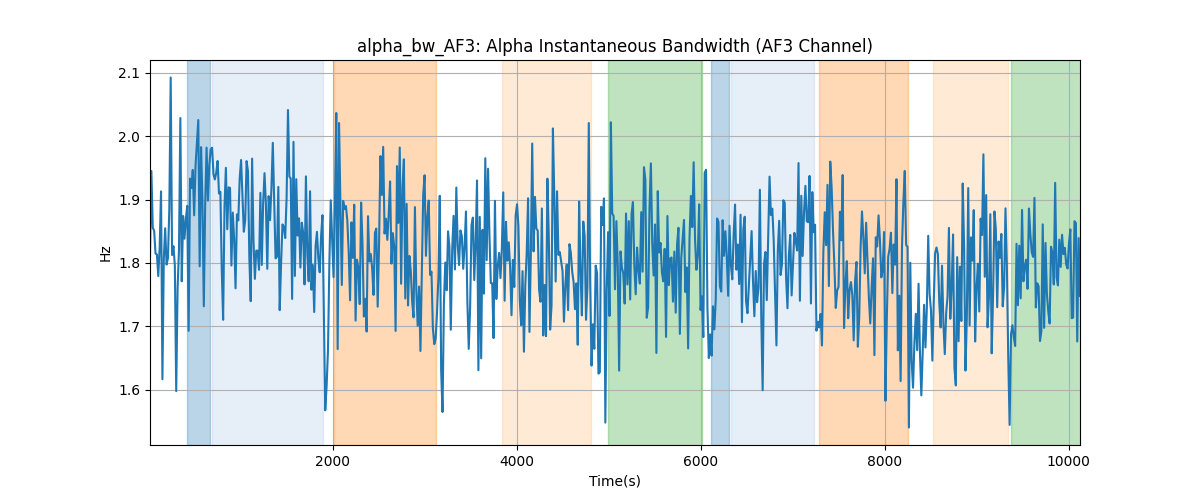 alpha_bw_AF3: Alpha Instantaneous Bandwidth (AF3 Channel)
2.1
2.0
1.9
1.8
1.7
1.6
Hz
2000 4000 6000 8000 10000
Time(s)